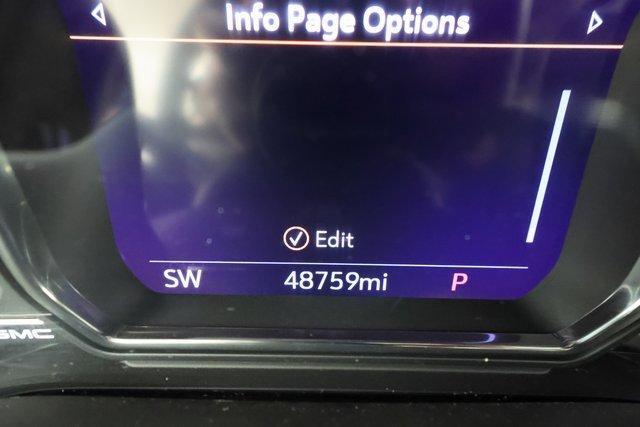 Info Page Options
Edit
SW 48759mi P
GMC